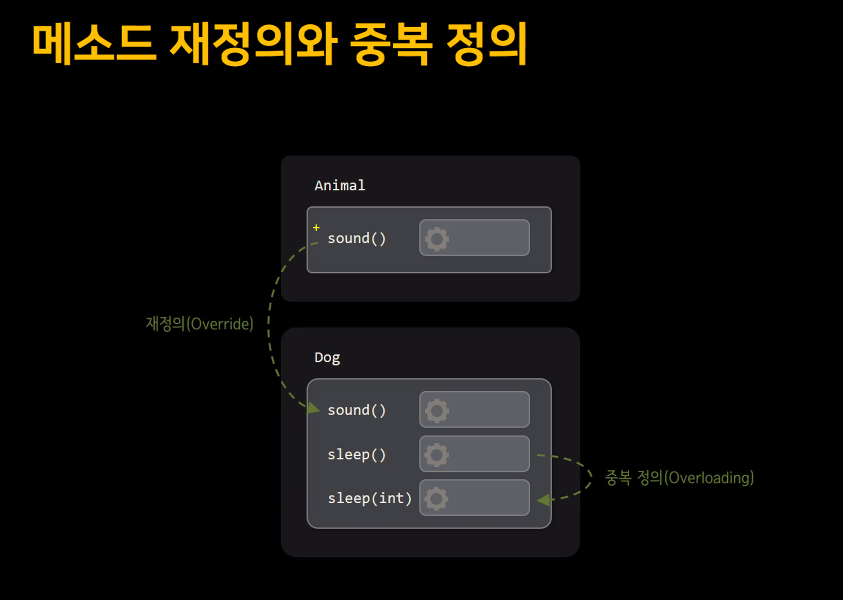 메소드 재정의와 중복 정의
Animal
+
sound()
재정의(Override)
Dog
sound()
sleep()
중복 정의(Overloading)
sleep(int)